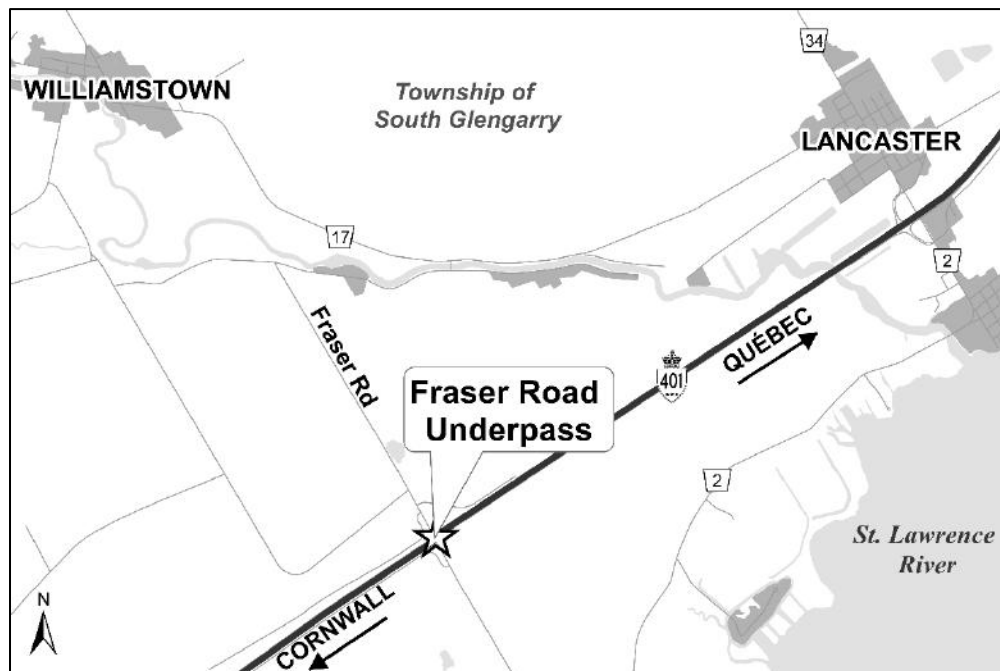 34
WILLIAMSTOWN
Township of
South Glengarry
LANCASTER
17
2
Fraser Rd
QUÉBEC
401
Fraser Road
Underpass
2
St. Lawrence
River
CORNWALL
N